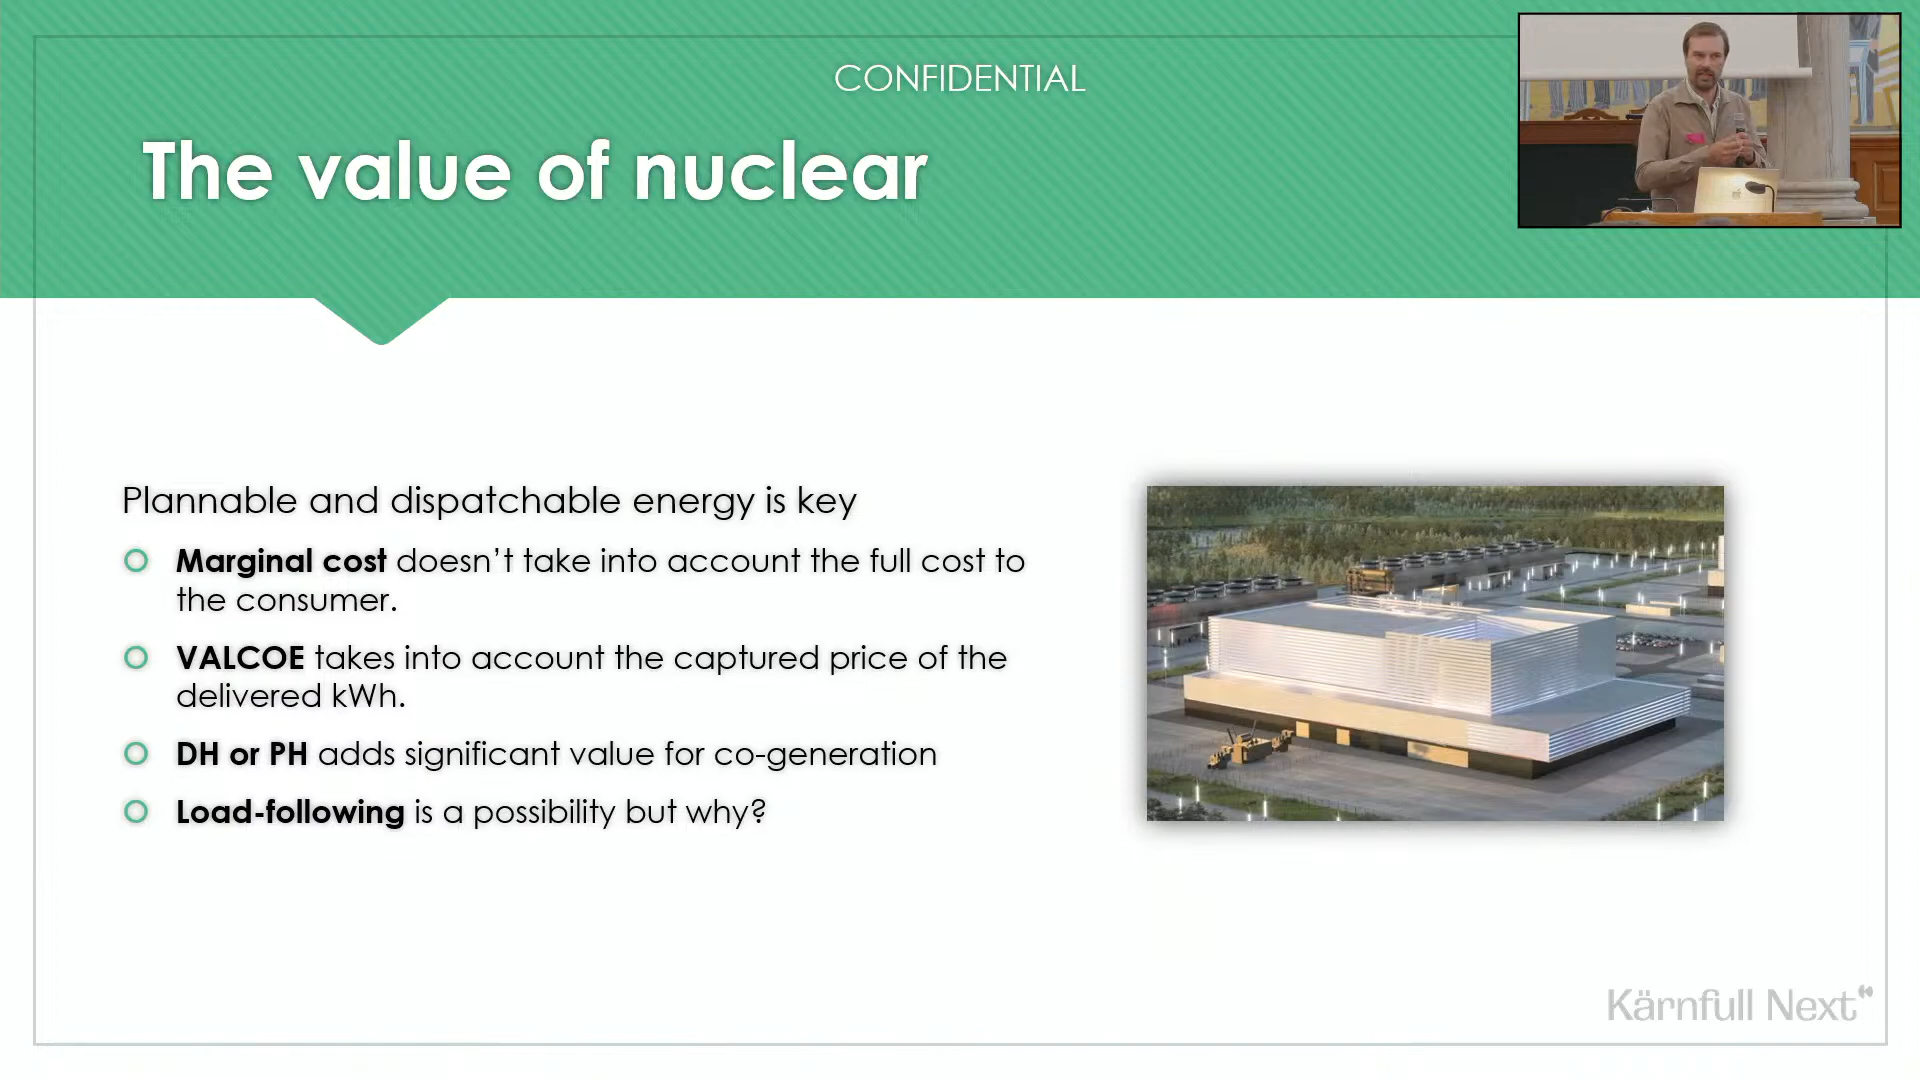 CONFIDENTIAL
The value of nuclear
Plannable and dispatchable energy is key
Marginal cost doesn’t take into account the full cost to
the consumer.
VALCOE takes into account the captured price of the
delivered kWh.
DH or PH adds significant value for co-generation
Load-following is a possibility but why?
Kärnfull Next